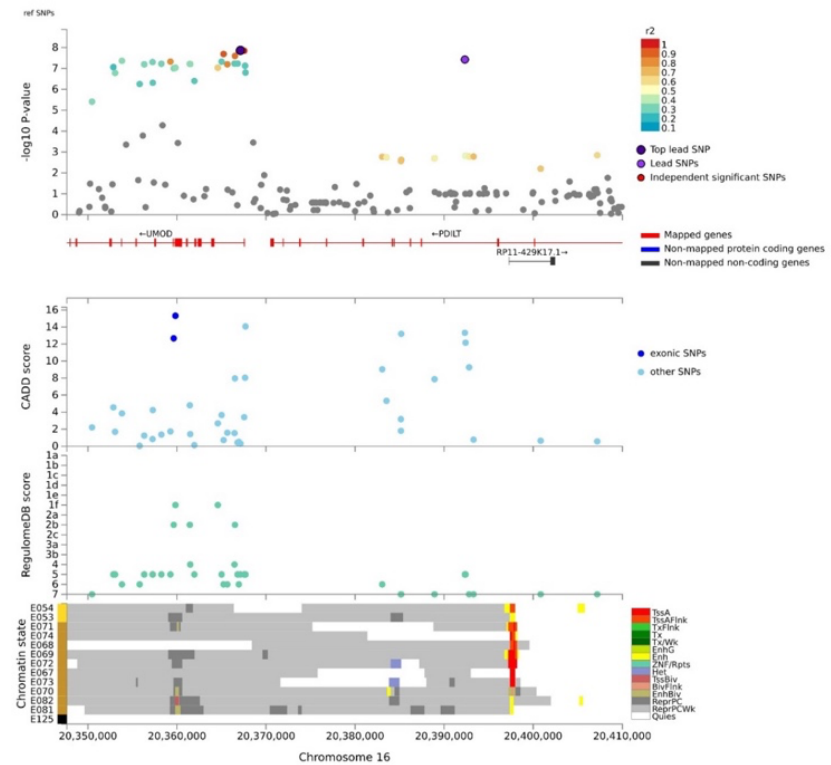 ref SNPs
-log10 P-value
8
7
6
5
4
3
2
1
0
r2
1
0.9
0.8
0.7
0.6
0.5
0.4
0.3
0.2
0.1
Top lead SNP
Lead SNPs
Independent significant SNPs
←UMOD
←PDILT
RP11-429K17.1→
Mapped genes
Non-mapped protein coding genes
Non-mapped non-coding genes
CADD score
16
14
12
10
8
6
4
2
0
exonic SNPs
other SNPs
RegulomeDB score
1a
1b
1c
1d
1e
1f
2a
2b
2c
3a
3b
4
5
6
7
Chromatin state
E054
E053
E071
E074
E068
E069
E072
E067
E073
E070
E082
E081
E125
TssA
TssAFlnk
TxFlnk
Tx
Tx/Wk
EnhG
Enh
ZNF/Rpts
Het
TssBiv
BivFlnk
EnhBiv
ReprPC
ReprPCWk
Quies
20,350,000 20,360,000 20,370,000 20,380,000 20,390,000 20,400,000 20,410,000
Chromosome 16